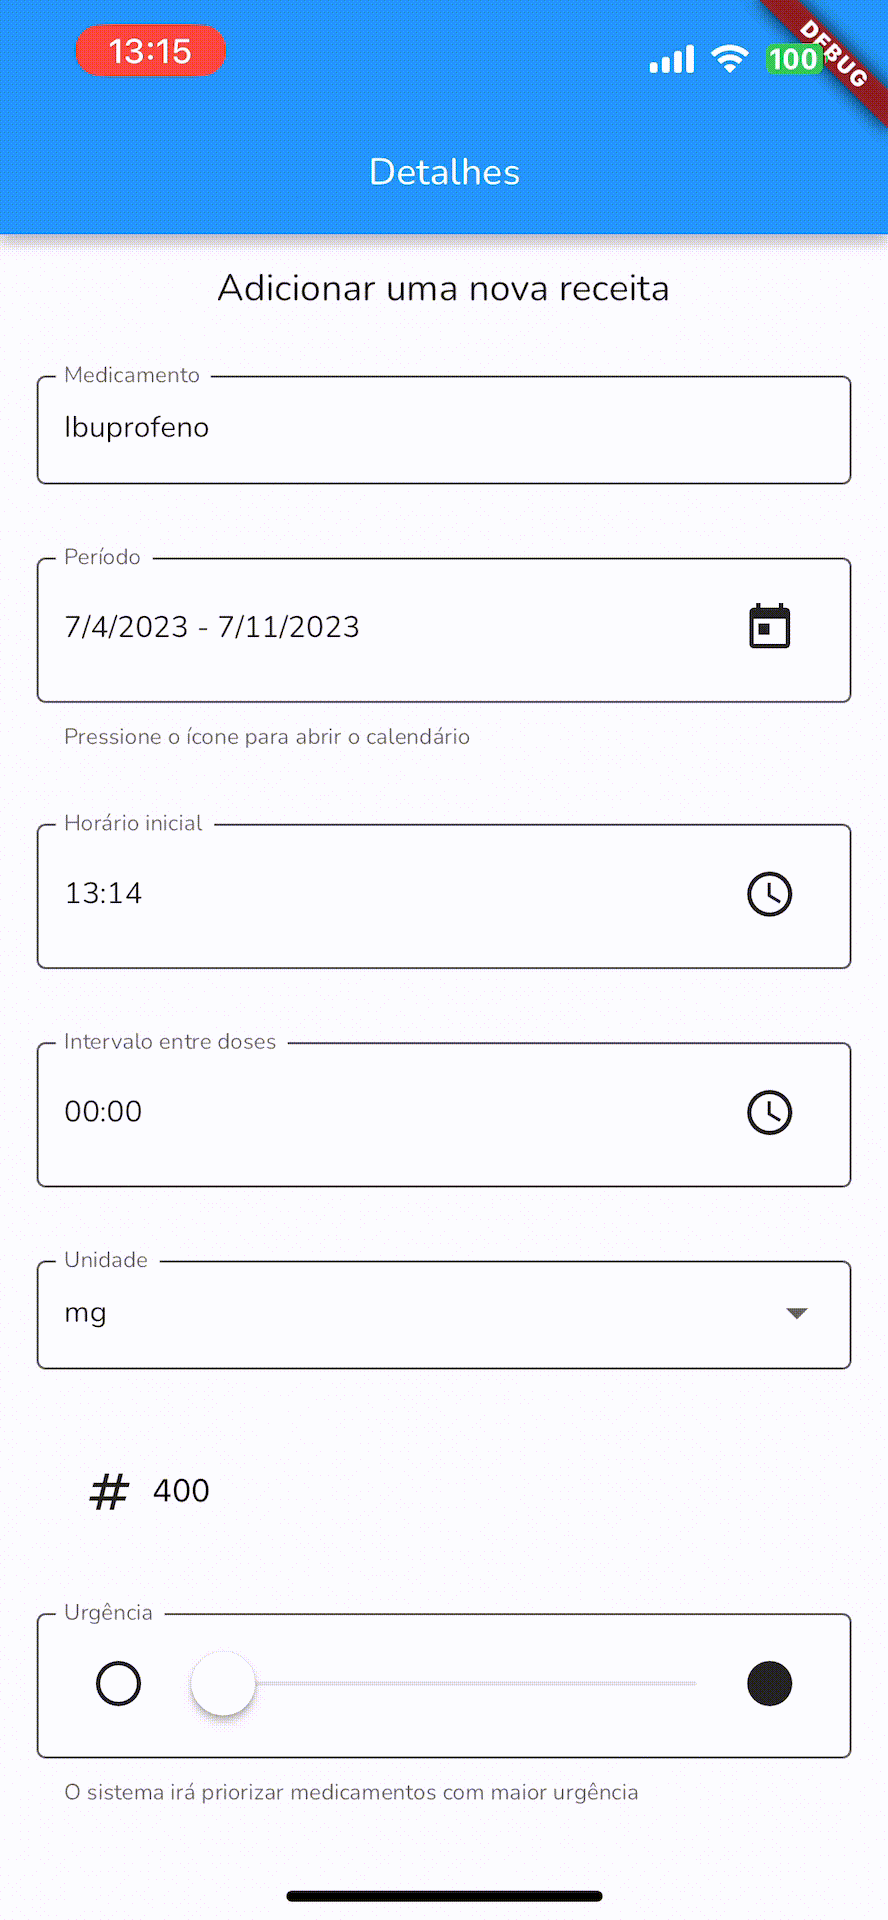 13:15
100
DEBUG
Detalhes
Adicionar uma nova receita
Medicamento
Ibuprofeno
Período
7/4/2023 - 7/11/2023
Pressione o ícone para abrir o calendário
Horário inicial
13:14
Intervalo entre doses
00:00
Unidade
mg
# 400
Urgência
O sistema irá priorizar medicamentos com maior urgência